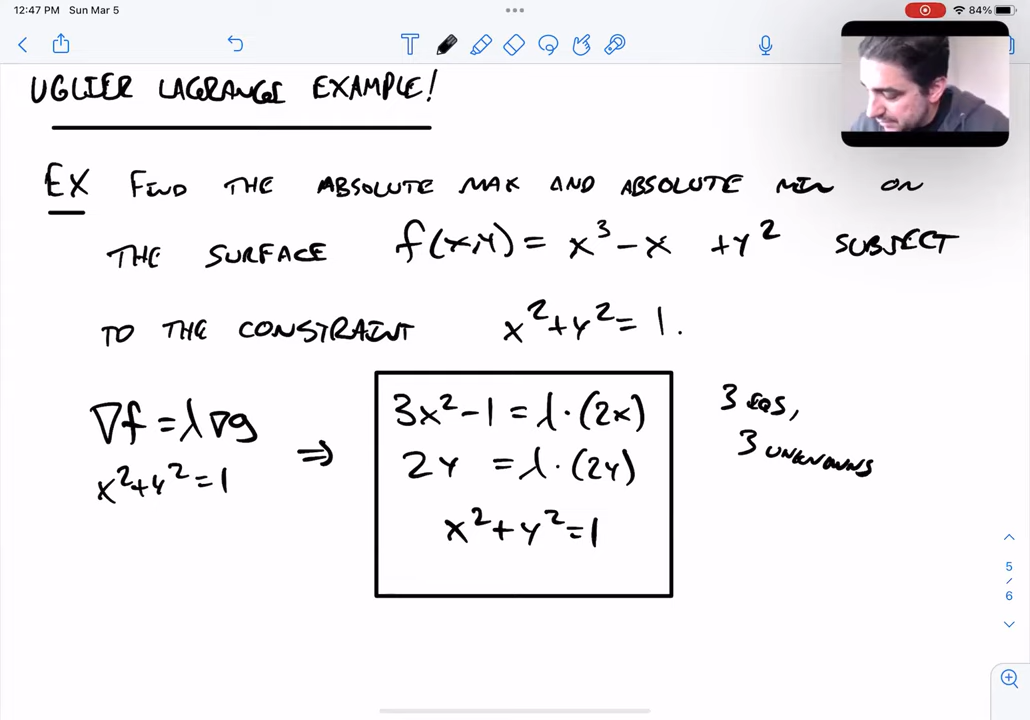 12:47 PM Sun Mar 5
84%
UGLIER LAGRANGE EXAMPLE!
EX FIND THE ABSOLUTE MAX AND ABSOLUTE MIN ON
THE SURFACE f(x,y) = x³ - x + y² SUBJECT
TO THE CONSTRAINT x² + y² = 1.
∇f = λ∇g
x² + y² = 1
⇒
3x² - 1 = λ · (2x)
2y = λ · (2y)
x² + y² = 1
3 EQS,
3 UNKNOWNS
5
/
6